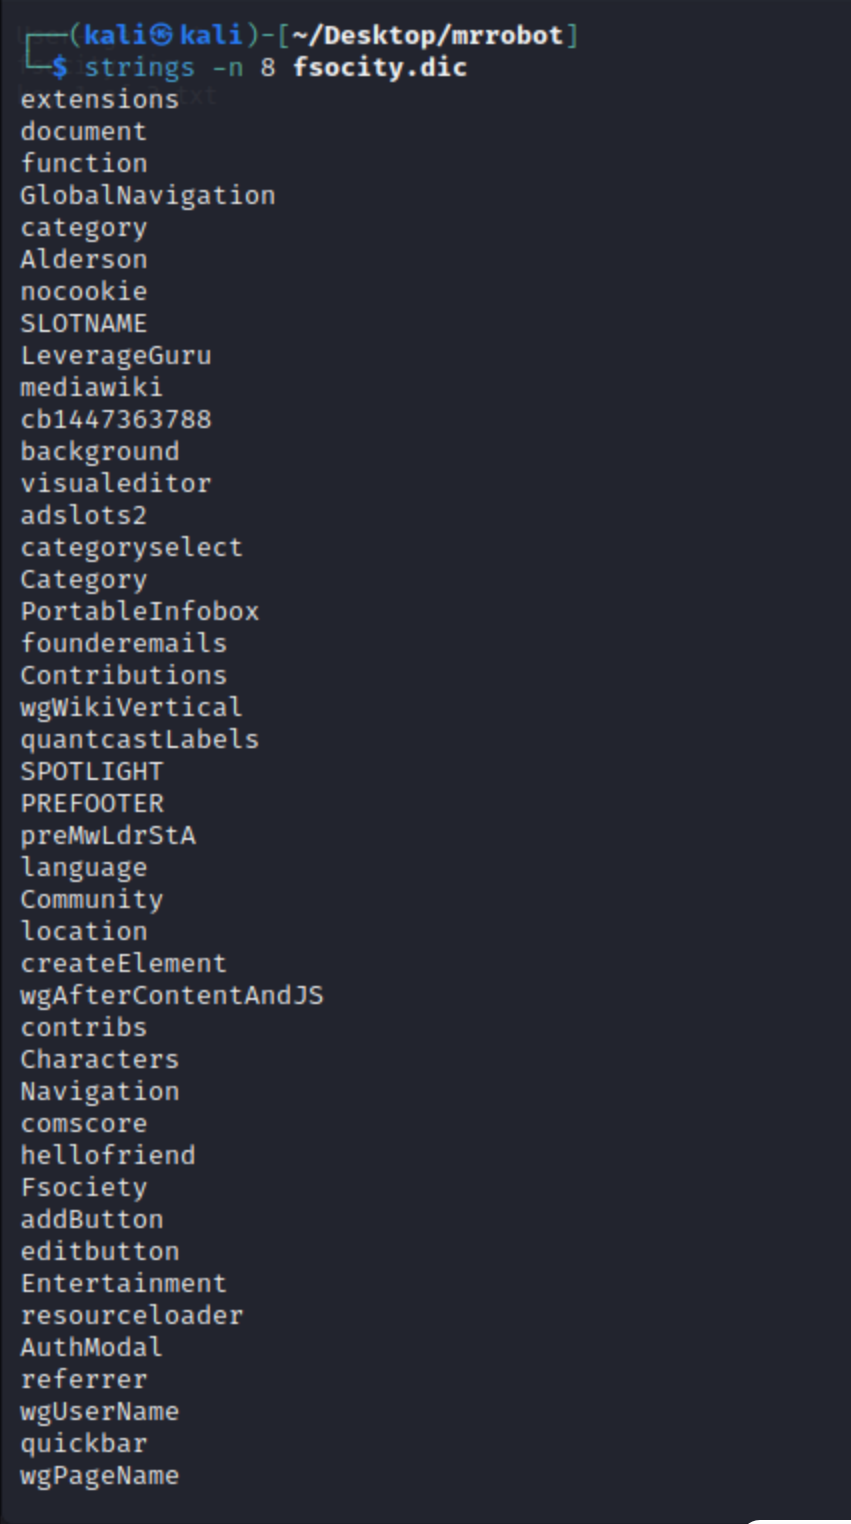 ┌──(kali㉿kali)-[~/Desktop/mrrobot]
└─$ strings -n 8 fsocity.dic
extensions
document
function
GlobalNavigation
category
Alderson
nocookie
SLOTNAME
LeverageGuru
mediawiki
cb1447363788
background
visualeditor
adslots2
categoryselect
Category
PortableInfobox
founderemails
Contributions
wgWikiVertical
quantcastLabels
SPOTLIGHT
PREFOOTER
preMwLdrStA
language
Community
location
createElement
wgAfterContentAndJS
contribs
Characters
Navigation
comscore
hellofriend
Fsociety
addButton
editbutton
Entertainment
resourceloader
AuthModal
referrer
wgUserName
quickbar
wgPageName